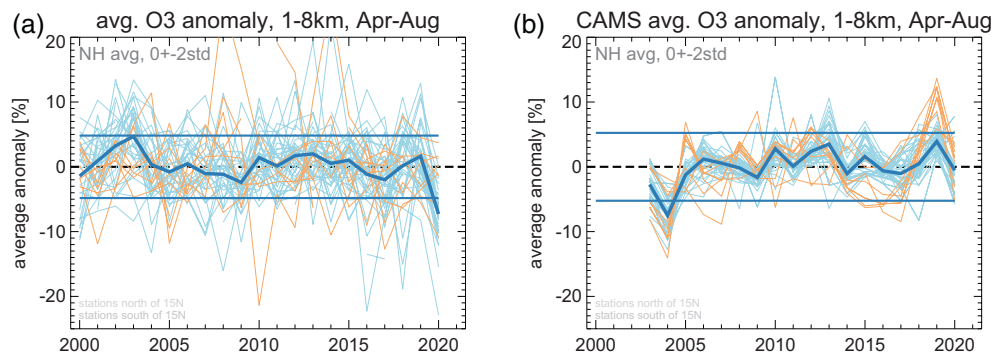 (a)
avg. O3 anomaly, 1-8km, Apr-Aug
NH avg, 0+-2std
average anomaly [%]
20
10
0
-10
-20
stations north of 15N
stations south of 15N
2000 2005 2010 2015 2020
(b)
CAMS avg. O3 anomaly, 1-8km, Apr-Aug
NH avg, 0+-2std
average anomaly [%]
20
10
0
-10
-20
stations north of 15N
stations south of 15N
2000 2005 2010 2015 2020